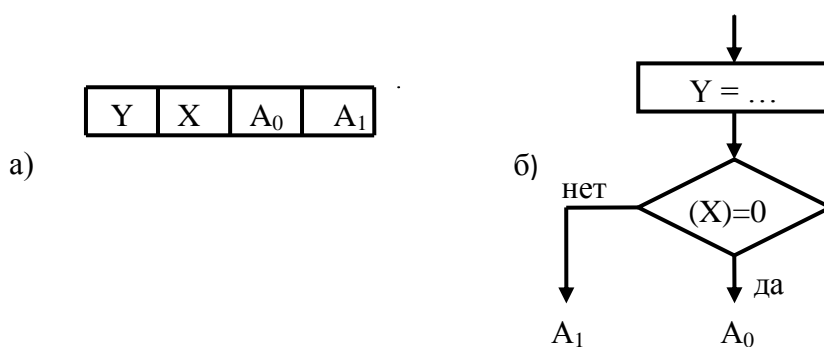 а)
Y X A₀ A₁
б)
Y = …
нет
(X)=0
да
A₁ A₀